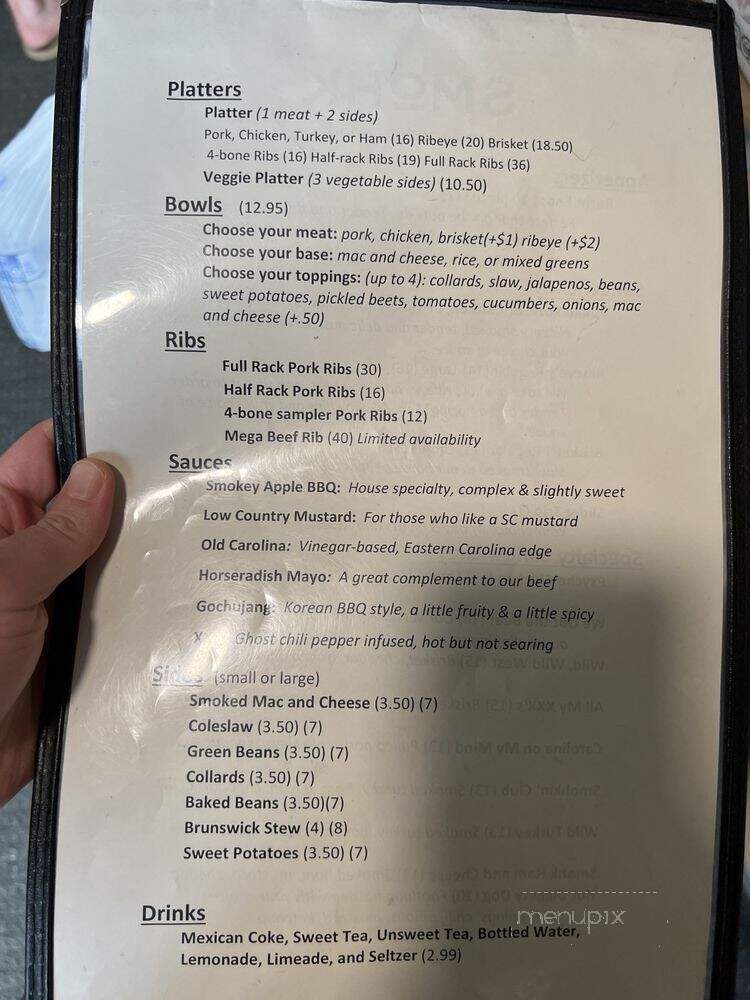 Platters
Platter (1 meat + 2 sides)
Pork, Chicken, Turkey, or Ham (16) Ribeye (20) Brisket (18.50)
4-bone Ribs (16) Half-rack Ribs (19) Full Rack Ribs (36)
Veggie Platter (3 vegetable sides) (10.50)
Bowls (12.95)
Choose your meat: pork, chicken, brisket(+$1) ribeye (+$2)
Choose your base: mac and cheese, rice, or mixed greens
Choose your toppings: (up to 4): collards, slaw, jalapenos, beans,
sweet potatoes, pickled beets, tomatoes, cucumbers, onions, mac
and cheese (+.50)
Ribs
Full Rack Pork Ribs (30)
Half Rack Pork Ribs (16)
4-bone sampler Pork Ribs (12)
Mega Beef Rib (40) Limited availability
Sauces
Smokey Apple BBQ: House specialty, complex & slightly sweet
Low Country Mustard: For those who like a SC mustard
Old Carolina: Vinegar-based, Eastern Carolina edge
Horseradish Mayo: A great complement to our beef
Gochujang: Korean BBQ style, a little fruity & a little spicy
Ghost chili pepper infused, hot but not searing
Sides (small or large)
Smoked Mac and Cheese (3.50) (7)
Coleslaw (3.50) (7)
Green Beans (3.50) (7)
Collards (3.50) (7)
Baked Beans (3.50)(7)
Brunswick Stew (4) (8)
Sweet Potatoes (3.50) (7)
Drinks
Mexican Coke, Sweet Tea, Unsweet Tea, Bottled Water,
Lemonade, Limeade, and Seltzer (2.99)
menupix